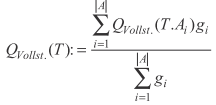 Q_{Vollst.}(T) := \frac{\sum_{i=1}^{|A|} Q_{Vollst.}(T.A_i) g_i}{\sum_{i=1}^{|A|} g_i}